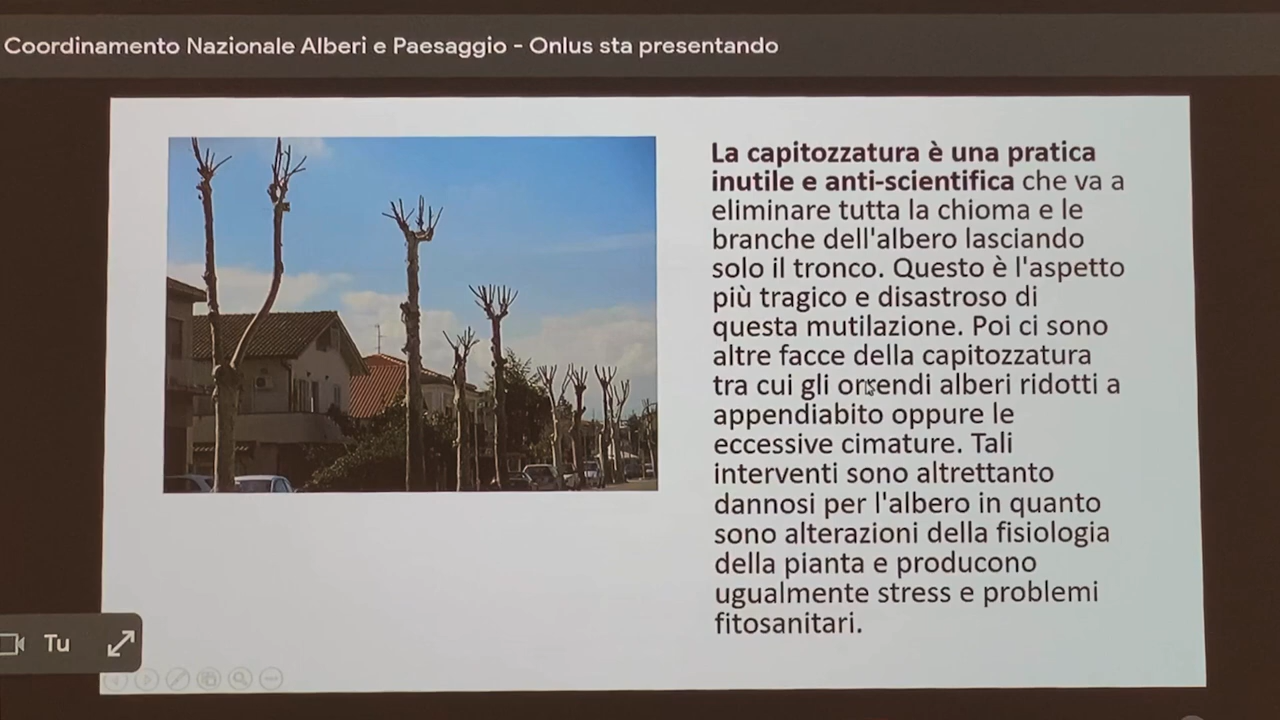 Coordinamento Nazionale Alberi e Paesaggio - Onlus sta presentando
La capitozzatura è una pratica
inutile e anti-scientifica che va a
eliminare tutta la chioma e le
branche dell'albero lasciando
solo il tronco. Questo è l'aspetto
più tragico e disastroso di
questa mutilazione. Poi ci sono
altre facce della capitozzatura
tra cui gli orrendi alberi ridotti a
appendiabito oppure le
eccessive cimature. Tali
interventi sono altrettanto
dannosi per l'albero in quanto
sono alterazioni della fisiologia
della pianta e producono
ugualmente stress e problemi
fitosanitari.
Tu